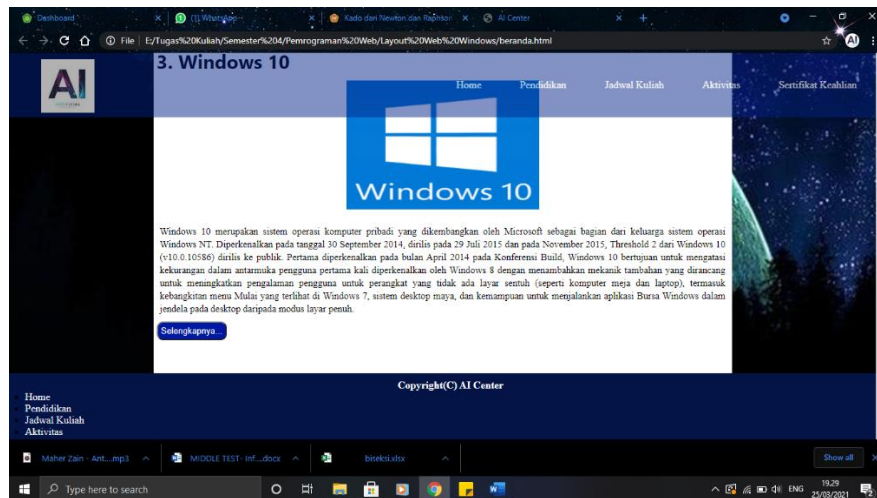 Dashboard
(1) WhatsApp
Kado dari Newton dan Raphson
AI Center
File
E:/Tugas%20Kuliah/Semester%204/Pemrograman%20Web/Layout%20Web%20Windows/beranda.html
AI
AI
3. Windows 10
Home
Pendidikan
Jadwal Kuliah
Aktivitas
Sertifikat Keahlian
Windows 10
Windows 10 merupakan sistem operasi komputer pribadi yang dikembangkan oleh Microsoft sebagai bagian dari keluarga sistem operasi
Windows NT. Diperkenalkan pada tanggal 30 September 2014, dirilis pada 29 Juli 2015 dan pada November 2015, Threshold 2 dari Windows 10
(v10.0.10586) dirilis ke publik. Pertama diperkenalkan pada bulan April 2014 pada Konferensi Build, Windows 10 bertujuan untuk mengatasi
kekurangan dalam antarmuka pengguna pertama kali diperkenalkan oleh Windows 8 dengan menambahkan mekanik tambahan yang dirancang
untuk meningkatkan pengalaman pengguna untuk perangkat yang tidak ada layar sentuh (seperti komputer meja dan laptop), termasuk
kebangkitan menu Mulai yang terlihat di Windows 7, sistem desktop maya, dan kemampuan untuk menjalankan aplikasi Bursa Windows dalam
jendela pada desktop daripada modus layar penuh.
Selengkapnya...
Copyright(C) AI Center
Home
Pendidikan
Jadwal Kuliah
Aktivitas
Maher Zain - Ant....mp3
MIDDLE TEST- Inf....docx
biseksi.xlsx
Show all
Type here to search
ENG
19.29
25/03/2021